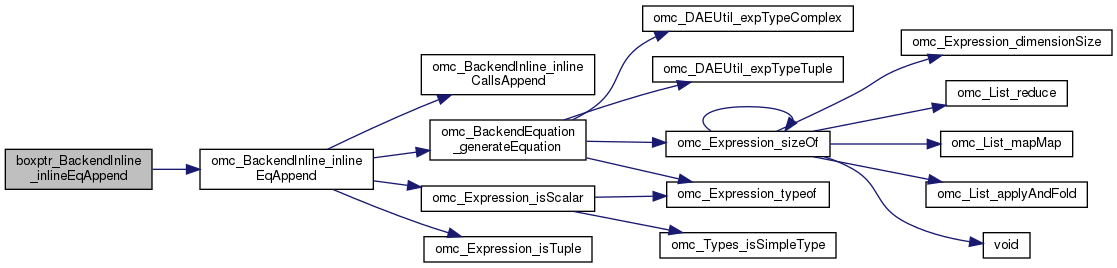 boxptr_BackendInline
_inlineEqAppend
omc_BackendInline_inline
EqAppend
omc_BackendInline_inline
CallsAppend
omc_BackendEquation
_generateEquation
omc_Expression_isScalar
omc_Expression_isTuple
omc_DAEUtil_expTypeComplex
omc_DAEUtil_expTypeTuple
omc_Expression_sizeOf
omc_Expression_typeof
omc_Types_isSimpleType
omc_Expression_dimensionSize
omc_List_reduce
omc_List_mapMap
omc_List_applyAndFold
void